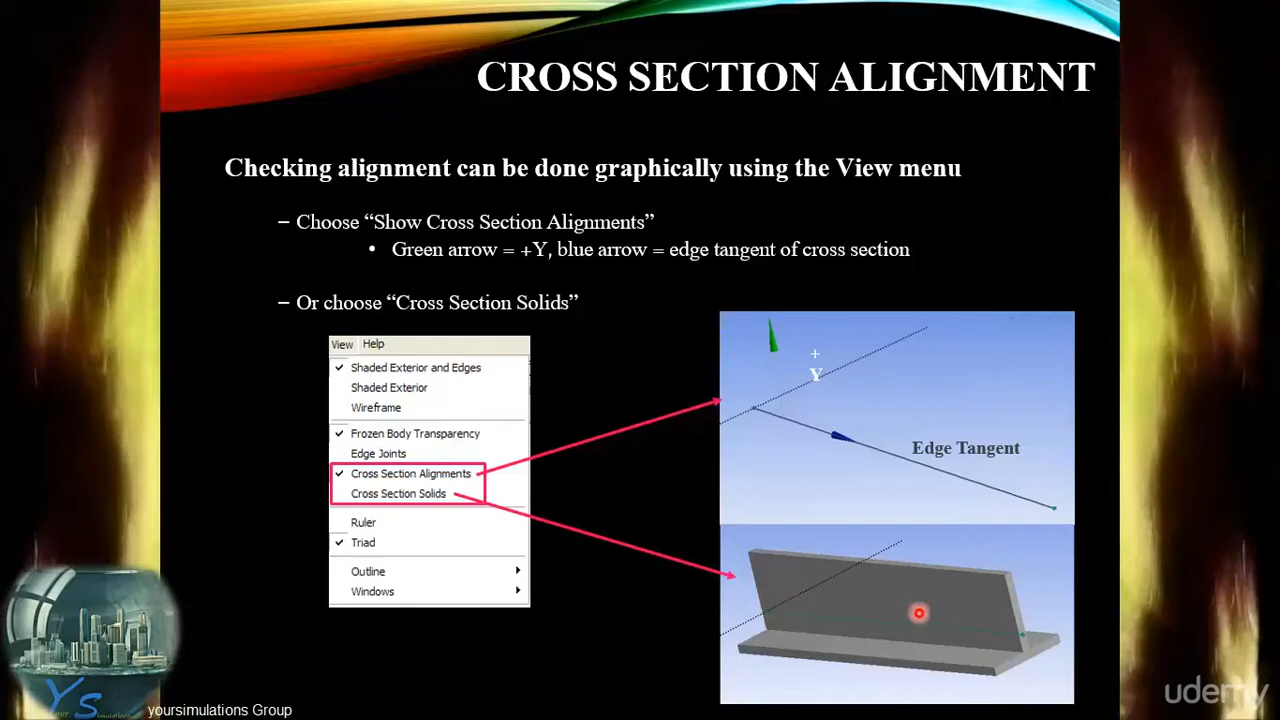 CROSS SECTION ALIGNMENT
Checking alignment can be done graphically using the View menu
– Choose “Show Cross Section Alignments”
• Green arrow = +Y, blue arrow = edge tangent of cross section
– Or choose “Cross Section Solids”
View Help
Shaded Exterior and Edges
Shaded Exterior
Wireframe
Frozen Body Transparency
Edge Joints
Cross Section Alignments
Cross Section Solids
Ruler
Triad
Outline
Windows
+
Y
Edge Tangent
YS
yoursimulations Group
udemy